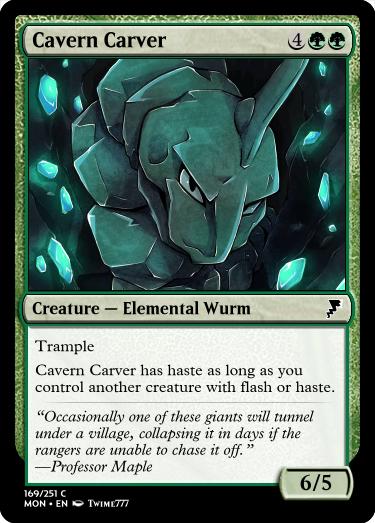 Cavern Carver 4
Creature — Elemental Wurm
Trample
Cavern Carver has haste as long as you
control another creature with flash or haste.
“Occasionally one of these giants will tunnel
under a village, collapsing it in days if the
rangers are unable to chase it off.”
—Professor Maple
6/5
169/251 C
MON • EN Twime777